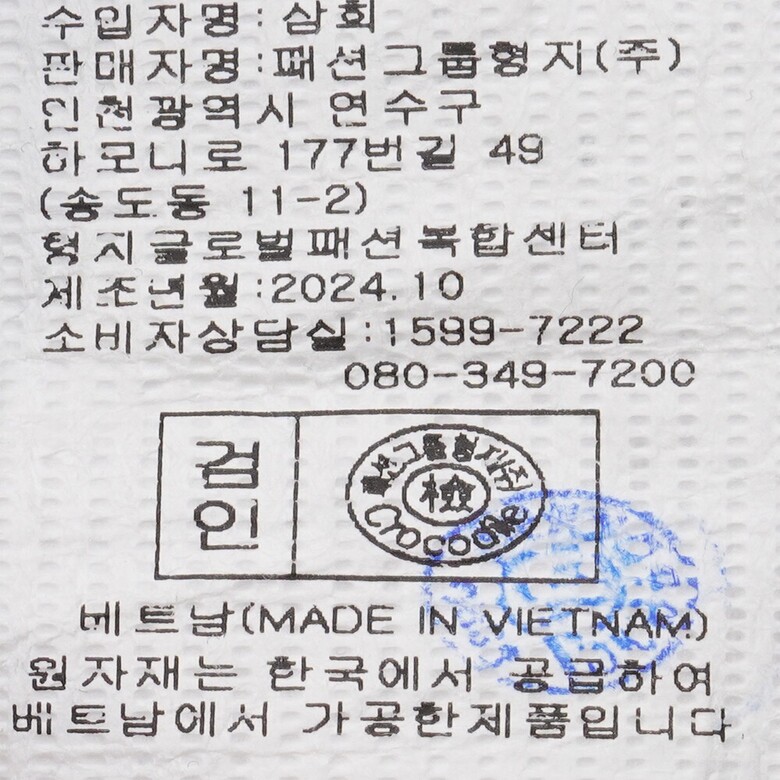 수입자명: 삼희
판매자명:패션그룹형지(주)
인천광역시 연수구
하모니로 177번길 49
(송도동 11-2)
형지글로벌패션복합센터
제조년월:2024.10
소비자상담실:1599-7222
080-349-7200
검
인
패션그룹형지(주)
檢
Crocodile
베트남(MADE IN VIETNAM)
원자재는 한국에서 공급하여
베트남에서 가공한제품입니다